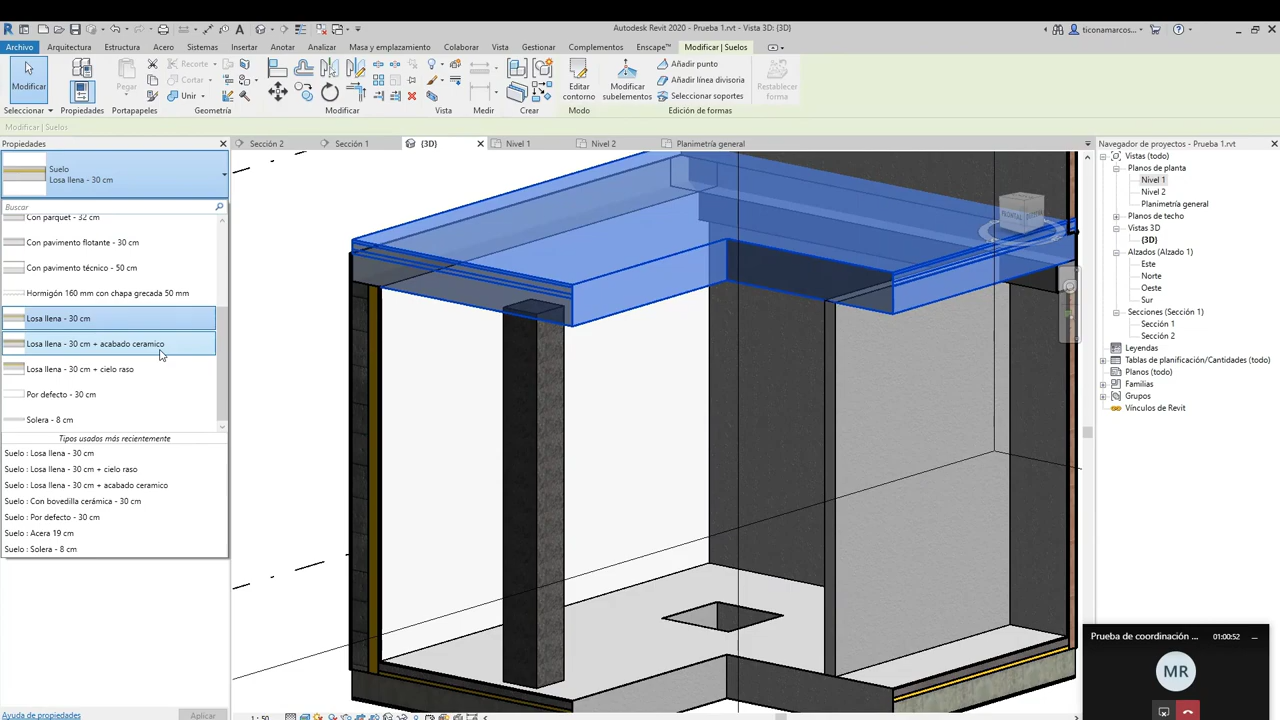 Autodesk Revit 2020 - Prueba 1.rvt - Vista 3D: {3D}
ticonamarcos...
Archivo Arquitectura Estructura Acero Sistemas Insertar Anotar Analizar Masa y emplazamiento Colaborar Vista Gestionar Complementos Enscape™ Modificar | Suelos
Modificar
Propiedades
Pegar
Recorte
Cortar
Unir
Editar contorno
Modificar subelementos
Añadir punto
Añadir línea divisoria
Seleccionar soportes
Restablecer forma
Seleccionar Propiedades Portapapeles Geometría Modificar Vista Medir Crear Modo Edición de formas
Modificar | Suelos
Propiedades
Sección 2 Sección 1 {3D} Nivel 1 Nivel 2 Planimetría general
Suelo
Losa llena - 30 cm
Buscar
Con parquet - 32 cm
Con pavimento flotante - 30 cm
Con pavimento técnico - 50 cm
Hormigón 160 mm con chapa grecada 50 mm
Losa llena - 30 cm
Losa llena - 30 cm + acabado ceramico
Losa llena - 30 cm + cielo raso
Por defecto - 30 cm
Solera - 8 cm
Tipos usados más recientemente
Suelo : Losa llena - 30 cm
Suelo : Losa llena - 30 cm + cielo raso
Suelo : Losa llena - 30 cm + acabado ceramico
Suelo : Con bovedilla cerámica - 30 cm
Suelo : Por defecto - 30 cm
Suelo : Acera 19 cm
Suelo : Solera - 8 cm
Ayuda de propiedades
Aplicar
1 : 50
FRONTAL
Navegador de proyectos - Prueba 1.rvt
Vistas (todo)
Planos de planta
Nivel 1
Nivel 2
Planimetría general
Planos de techo
Vistas 3D
{3D}
Alzados (Alzado 1)
Este
Norte
Oeste
Sur
Secciones (Sección 1)
Sección 1
Sección 2
Leyendas
Tablas de planificación/Cantidades (todo)
Planos (todo)
Familias
Grupos
Vínculos de Revit
Prueba de coordinación ...
01:00:52
MR